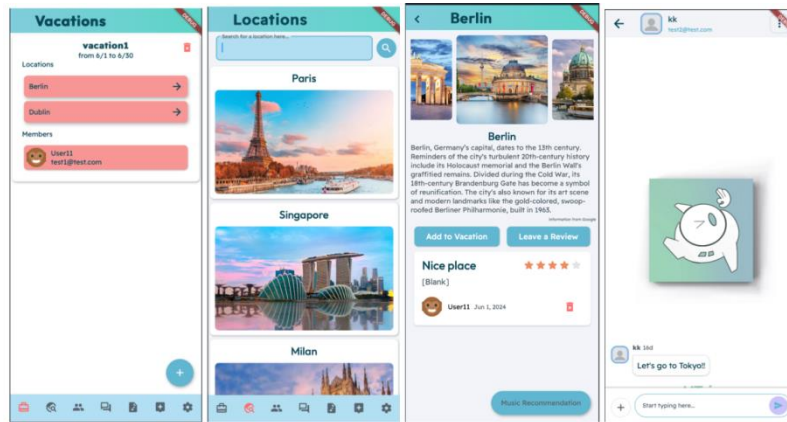 Vacations
DEBUG
vacation1
from 6/1 to 6/30
Locations
Berlin
Dublin
Members
User11
test1@test.com
+
Locations
DEBUG
Search for a location here...
Paris
Singapore
Milan
Berlin
DEBUG
Berlin
Berlin, Germany's capital, dates to the 13th century.
Reminders of the city's turbulent 20th-century history
include its Holocaust memorial and the Berlin Wall's
graffitied remains. Divided during the Cold War, its
18th-century Brandenburg Gate has become a symbol
of reunification. The city's also known for its art scene
and modern landmarks like the gold-colored, swoop-
roofed Berliner Philharmonie, built in 1963.
Information from Google
Add to Vacation
Leave a Review
Nice place
[Blank]
User11 Jun 1, 2024
Music Recommendation
kk
test1@test.com
kk 16d
Let's go to Tokyo!!
+
Start typing here...